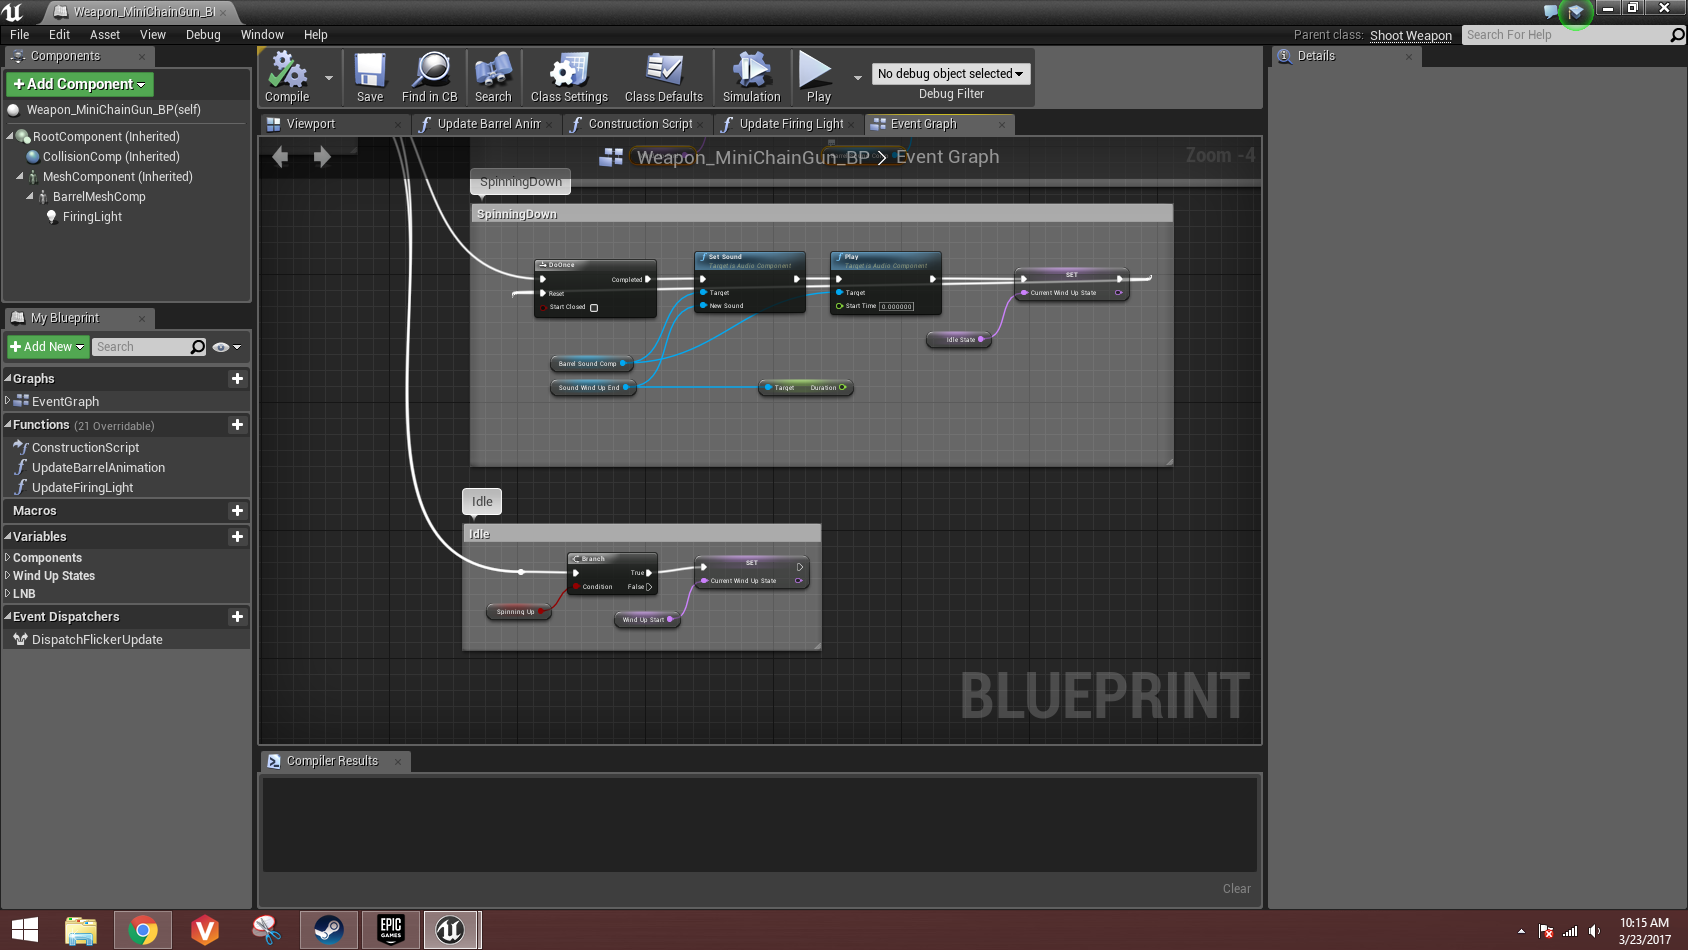 Weapon_MiniChainGun_BI
File Edit Asset View Debug Window Help
Parent class: Shoot Weapon
Search For Help
Components
+ Add Component
Weapon_MiniChainGun_BP(self)
RootComponent (Inherited)
CollisionComp (Inherited)
MeshComponent (Inherited)
BarrelMeshComp
FiringLight
My Blueprint
+ Add New
Search
Graphs
EventGraph
Functions (21 Overridable)
ConstructionScript
UpdateBarrelAnimation
UpdateFiringLight
Macros
Variables
Components
Wind Up States
LNB
Event Dispatchers
DispatchFlickerUpdate
Compile
Save
Find in CB
Search
Class Settings
Class Defaults
Simulation
Play
No debug object selected
Debug Filter
Viewport
Update Barrel Anim
Construction Script
Update Firing Light
Event Graph
Weapon_MiniChainGun_BP > Event Graph
Zoom -4
SpinningDown
SpinningDown
DoOnce
Completed
Reset
Start Closed
Set Sound
Target is Audio Component
Target
New Sound
Play
Target is Audio Component
Target
Start Time 0.000000
SET
Current Wind Up State
Idle State
Barrel Sound Comp
Sound Wind Up End
Target Duration
Idle
Idle
Branch
True
Condition False
SET
Current Wind Up State
Spinning Up
Wind Up Start
BLUEPRINT
Compiler Results
Clear
Details
EPIC
GAMES
10:15 AM
3/23/2017